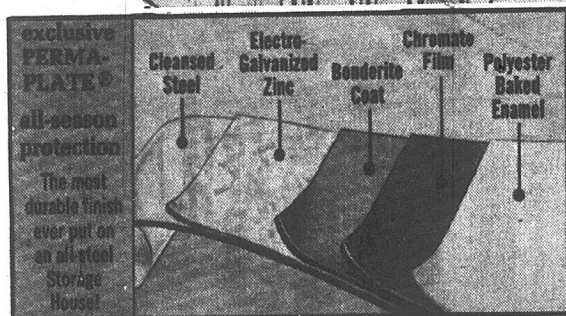 exclusive
PERMA-
PLATE®
all-season
protection
The most
durable finish
ever put on
an all-steel
Storage
House!
Cleansed
Steel
Electro-
Galvanized
Zinc
Bonderite
Coat
Chromate
Film
Polyester
Baked
Enamel